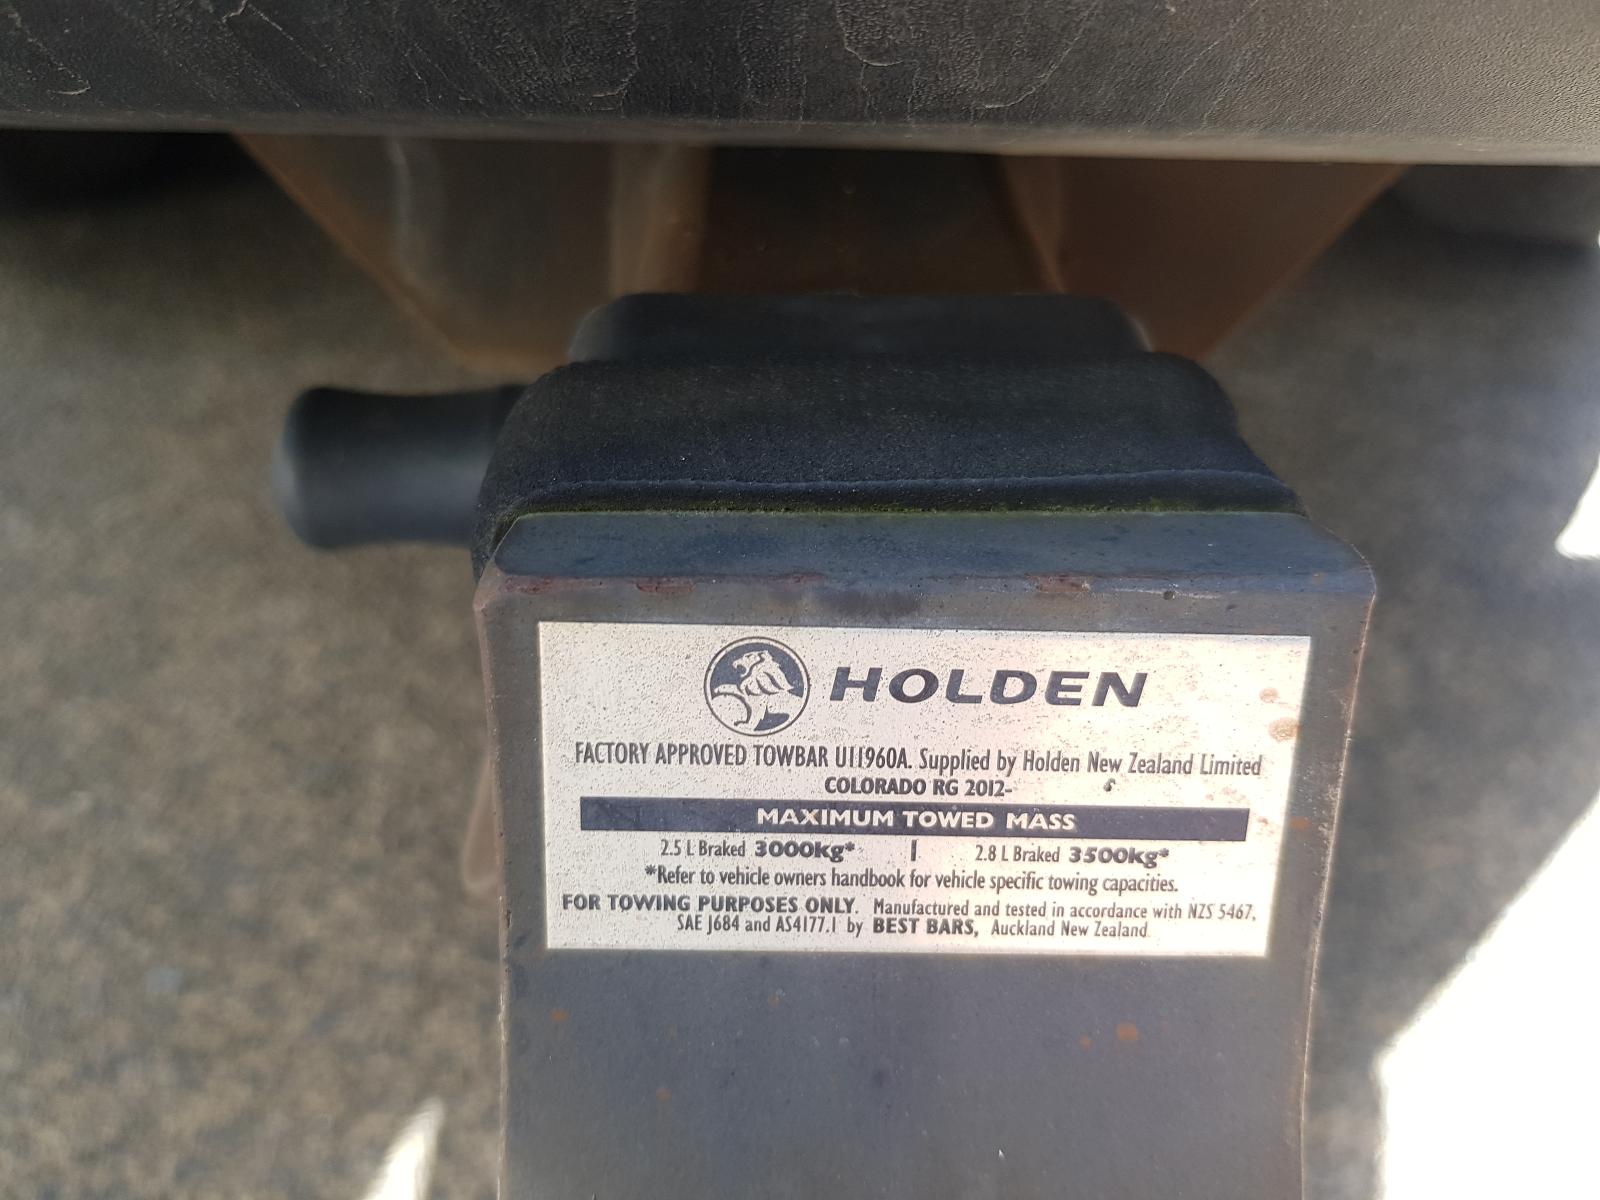 HOLDEN
FACTORY APPROVED TOWBAR U11960A. Supplied by Holden New Zealand Limited
COLORADO RG 2012-
MAXIMUM TOWED MASS
2.5 L Braked 3000kg* | 2.8 L Braked 3500kg*
*Refer to vehicle owners handbook for vehicle specific towing capacities.
FOR TOWING PURPOSES ONLY. Manufactured and tested in accordance with NZS 5467,
SAE J684 and AS4177.1 by BEST BARS, Auckland New Zealand.